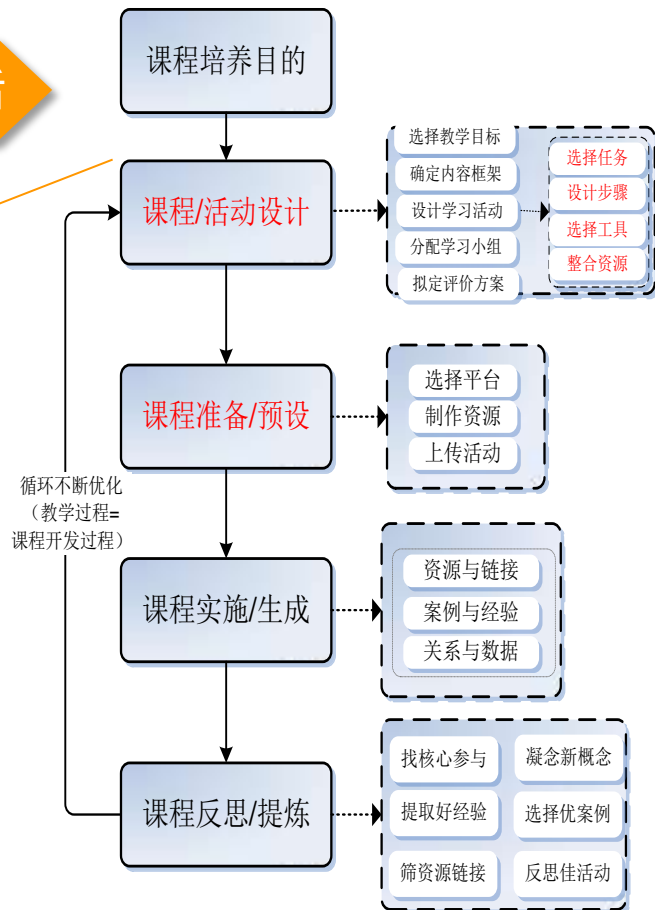 课程培养目的
课程/活动设计
选择教学目标
确定内容框架
设计学习活动
分配学习小组
拟定评价方案
选择任务
设计步骤
选择工具
整合资源
课程准备/预设
选择平台
制作资源
上传活动
循环不断优化
（教学过程=
课程开发过程）
课程实施/生成
资源与链接
案例与经验
关系与数据
课程反思/提炼
找核心参与
凝念新概念
提取好经验
选择优案例
筛资源链接
反思佳活动